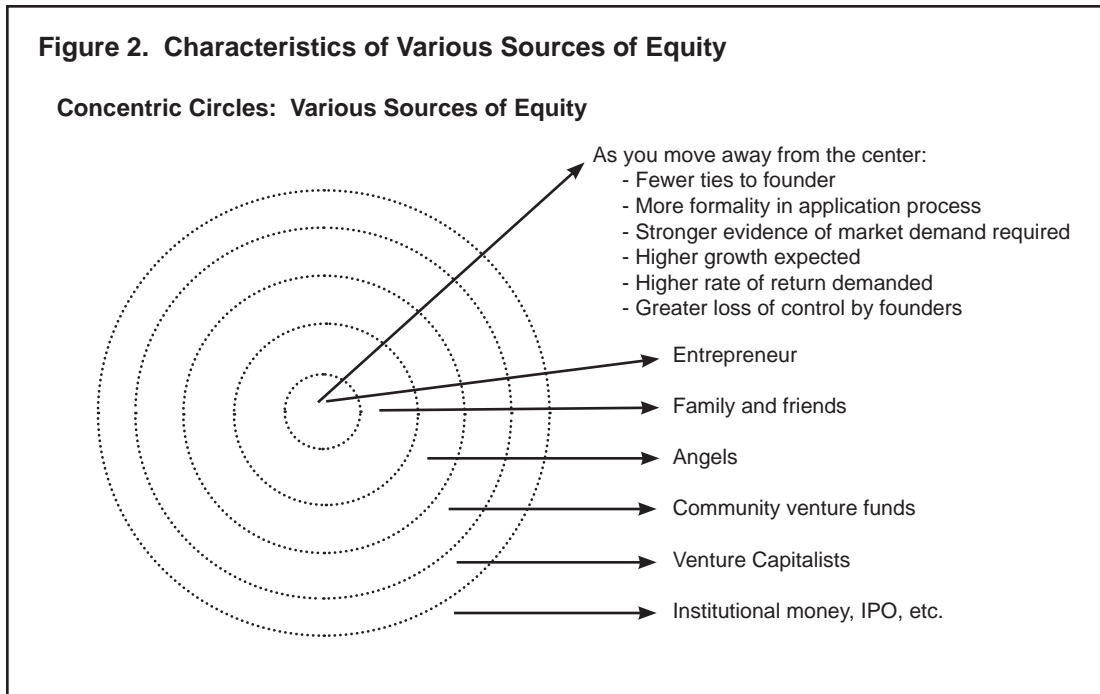 Figure 2. Characteristics of Various Sources of Equity
Concentric Circles: Various Sources of Equity
As you move away from the center:
- Fewer ties to founder
- More formality in application process
- Stronger evidence of market demand required
- Higher growth expected
- Higher rate of return demanded
- Greater loss of control by founders
Entrepreneur
Family and friends
Angels
Community venture funds
Venture Capitalists
Institutional money, IPO, etc.